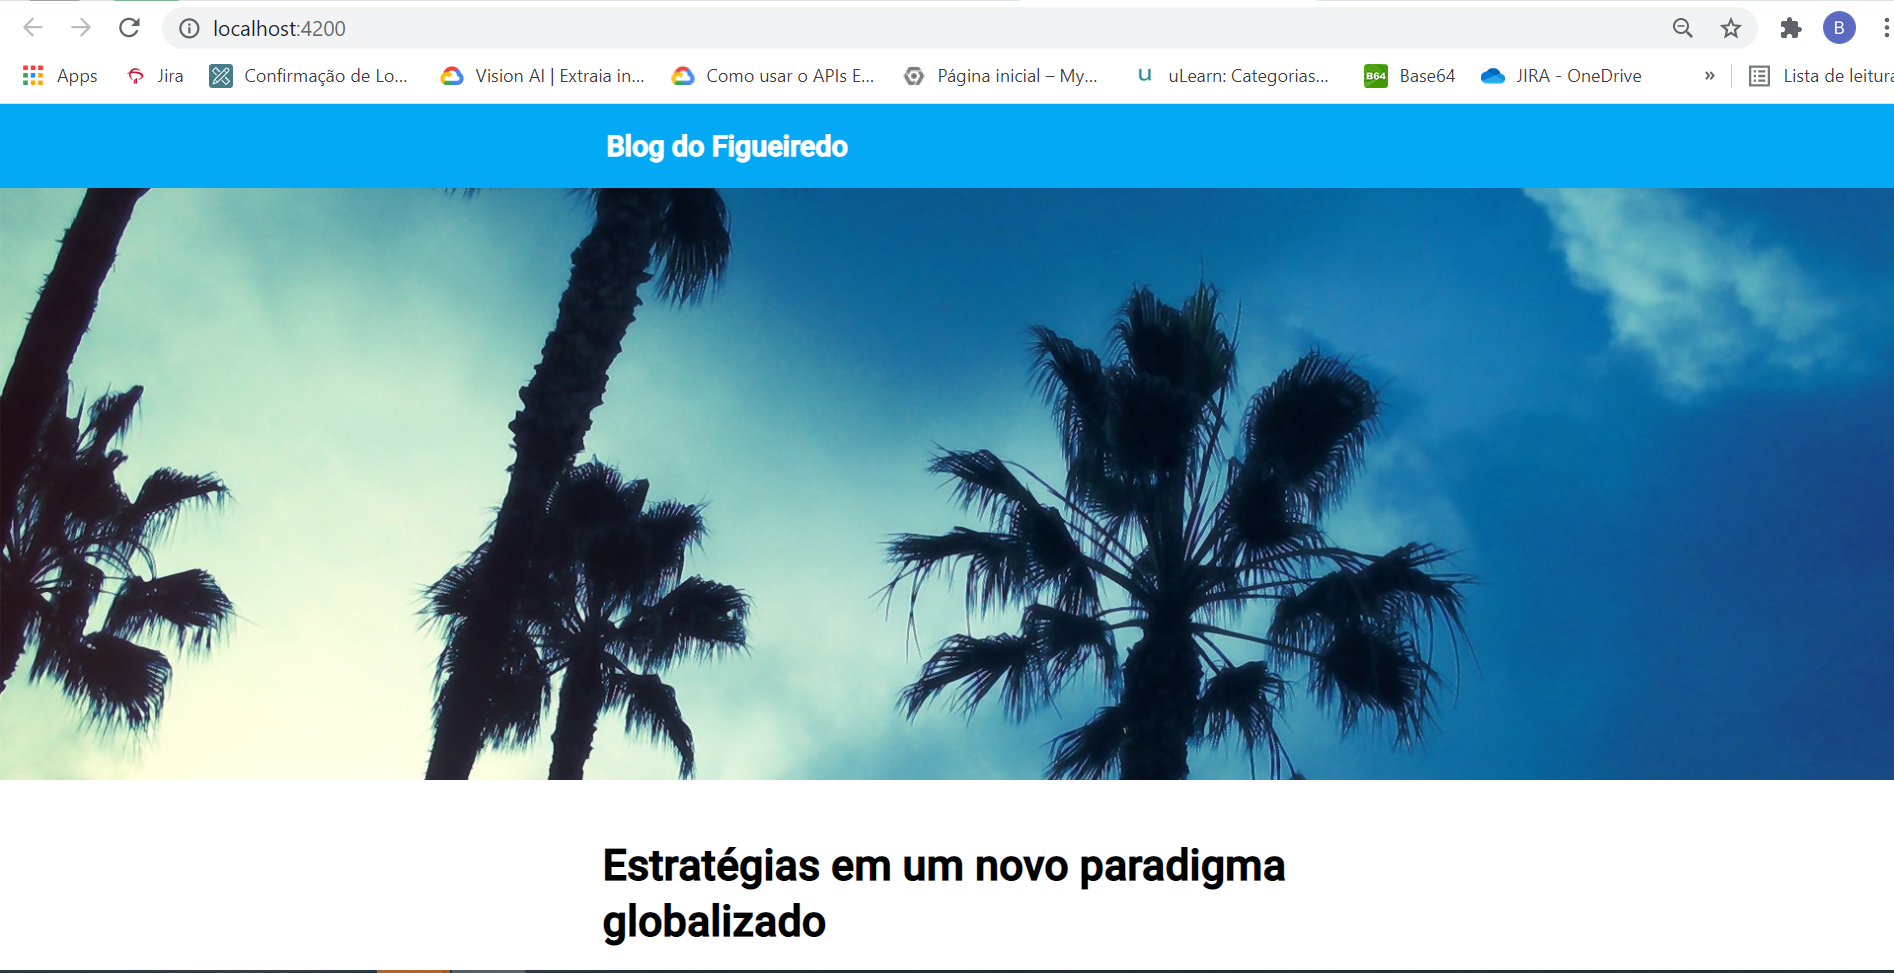 localhost:4200
B
Apps Jira Confirmação de Lo... Vision AI | Extraia in... Como usar o APIs E... Página inicial – My... u uLearn: Categorias... B64 Base64 JIRA - OneDrive » Lista de leitura
Blog do Figueiredo
Estratégias em um novo paradigma
globalizado